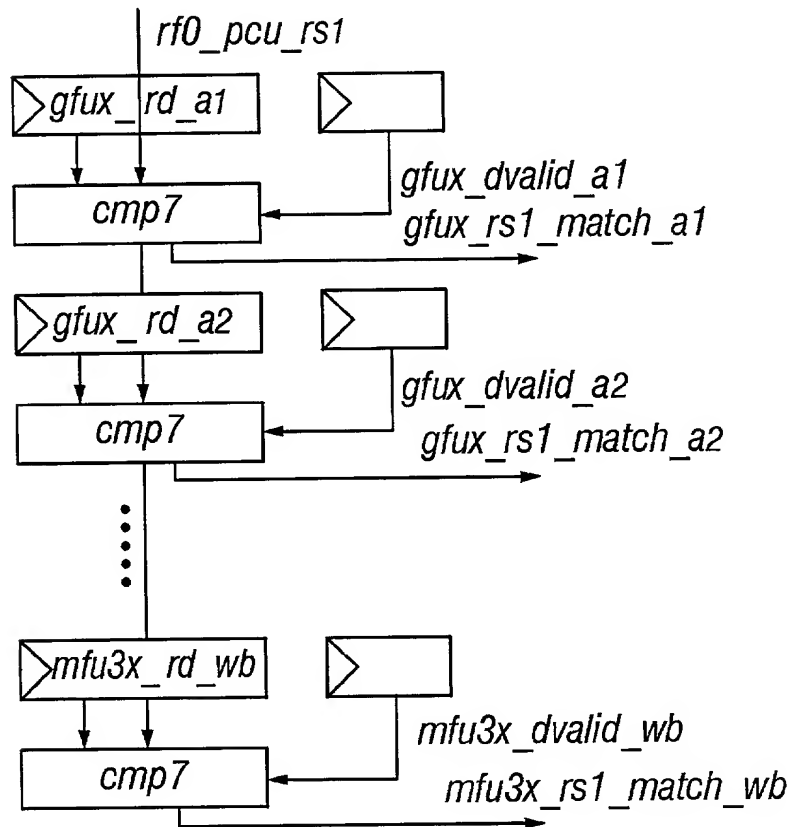 rf0_pcu_rs1
gfux_rd_a1
gfux_dvalid_a1
cmp7
gfux_rs1_match_a1
gfux_rd_a2
gfux_dvalid_a2
cmp7
gfux_rs1_match_a2
mfu3x_rd_wb
mfu3x_dvalid_wb
cmp7
mfu3x_rs1_match_wb